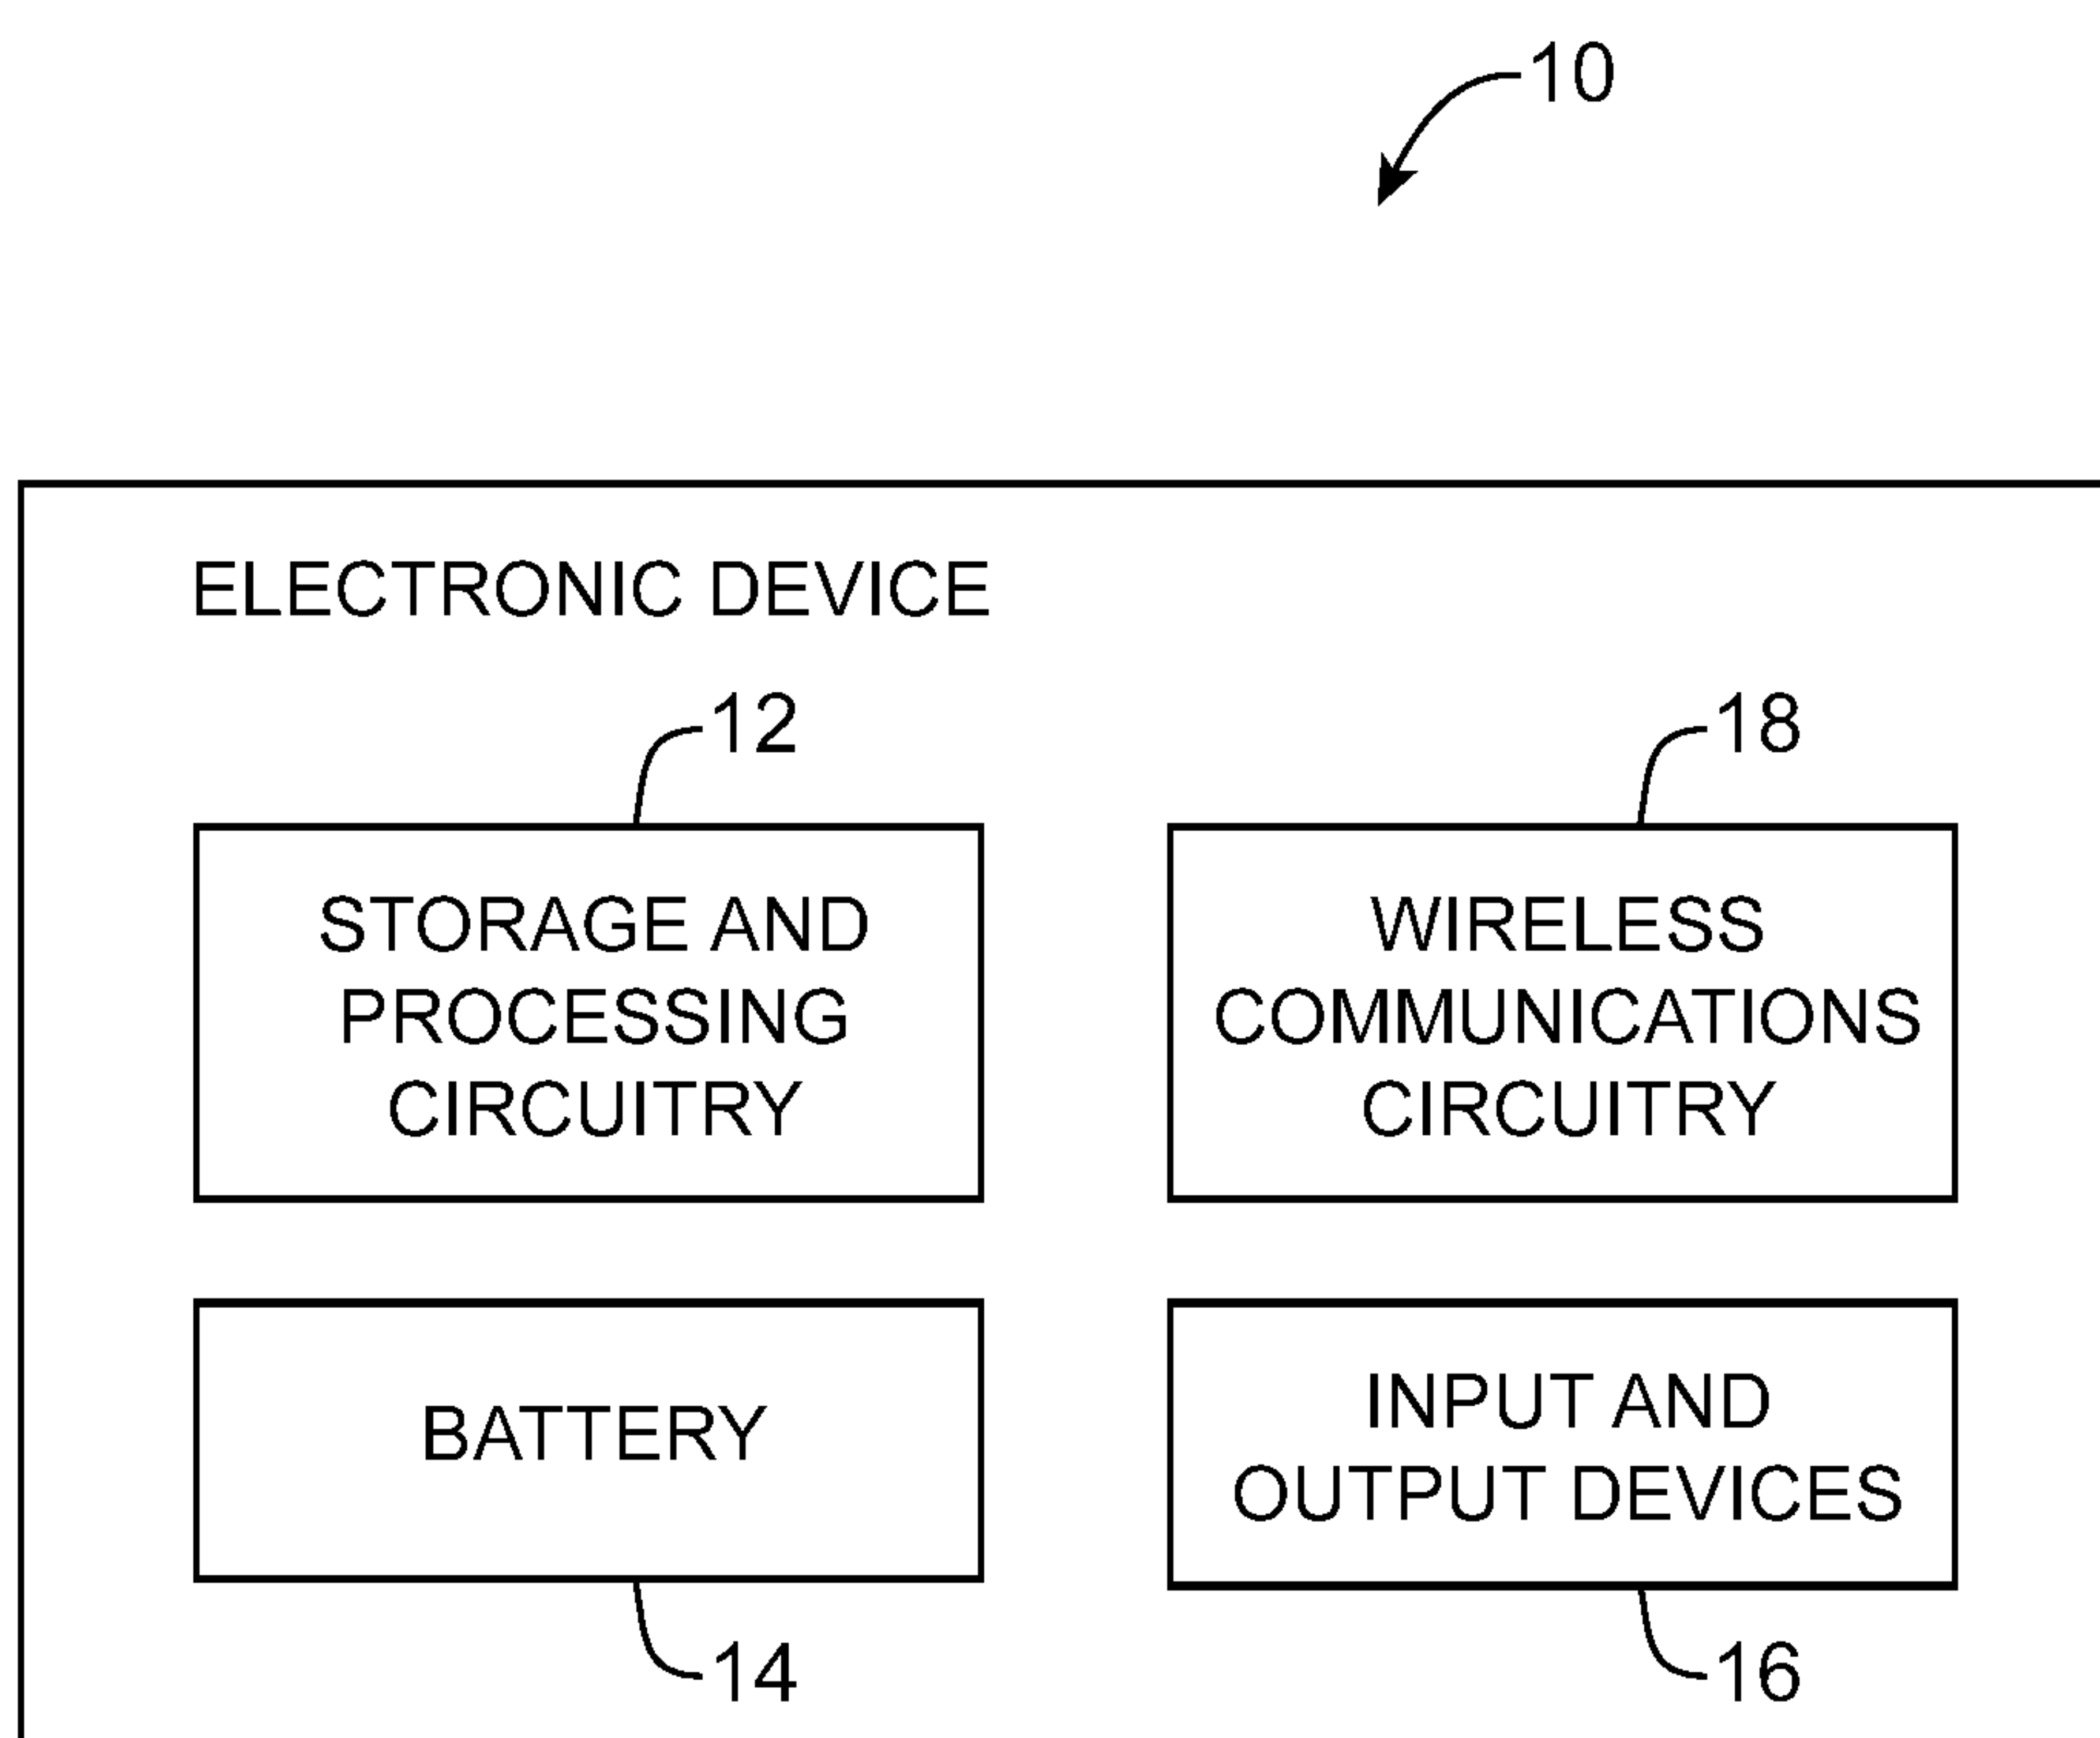 10
ELECTRONIC DEVICE
12
18
STORAGE AND
PROCESSING
CIRCUITRY
WIRELESS
COMMUNICATIONS
CIRCUITRY
BATTERY
INPUT AND
OUTPUT DEVICES
14
16